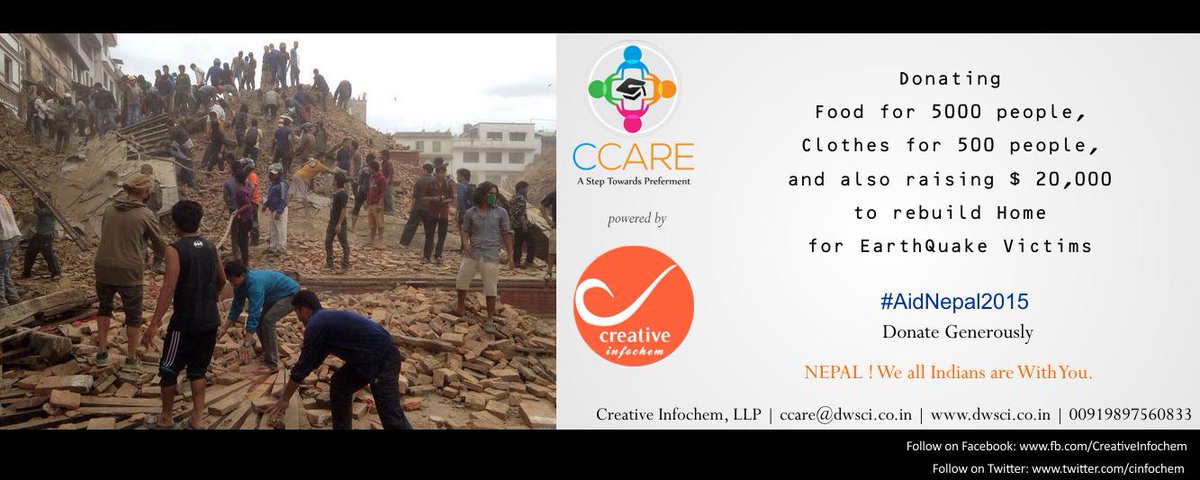 CCARE
A Step Towards Preferment
powered by
creative
infochem
Donating
Food for 5000 people,
Clothes for 500 people,
and also raising $ 20,000
to rebuild Home
for EarthQuake Victims
#AidNepal2015
Donate Generously
NEPAL ! We all Indians are With You.
Creative Infochem, LLP | ccare@dwsci.co.in | www.dwsci.co.in | 00919897560833
Follow on Facebook: www.fb.com/CreativeInfochem
Follow on Twitter: www.twitter.com/cinfochem